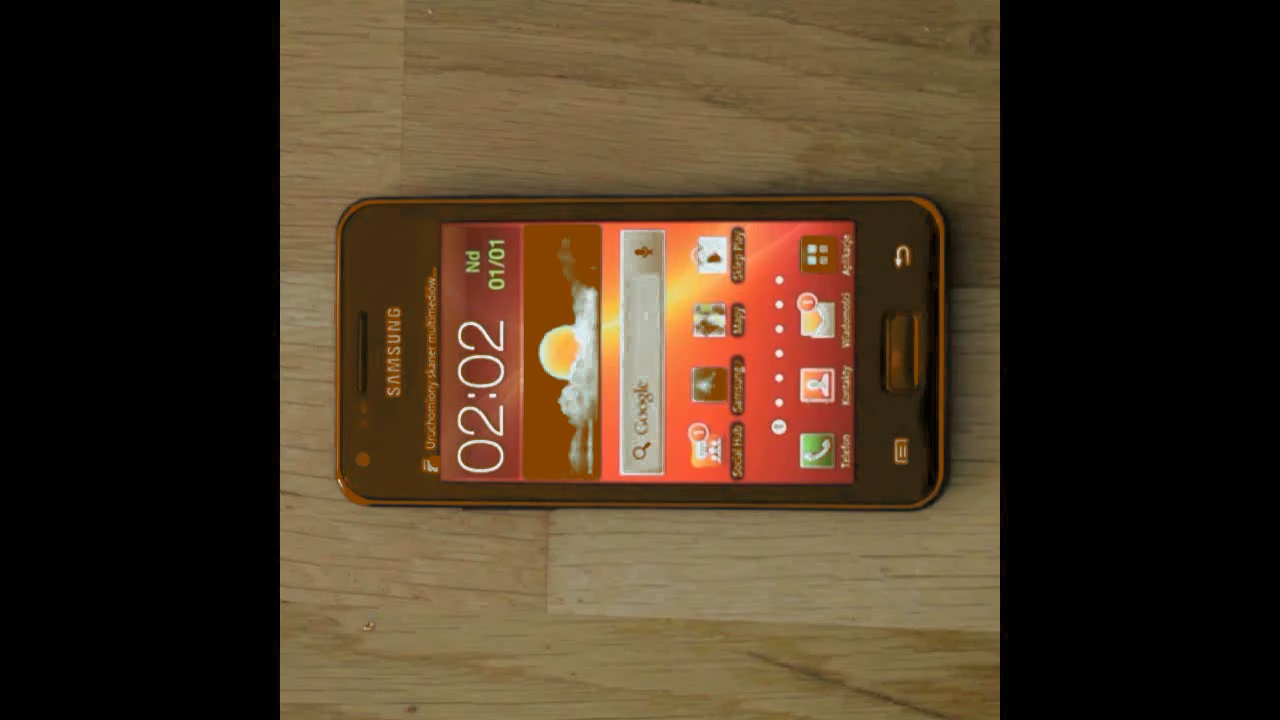 SAMSUNG
Uruchomiony skaner multimediów...
02:02
Nd
01/01
Google
Social Hub
Samsung
Mapy
Sklep Play
Telefon
Kontakty
Wiadomości
Aplikacje